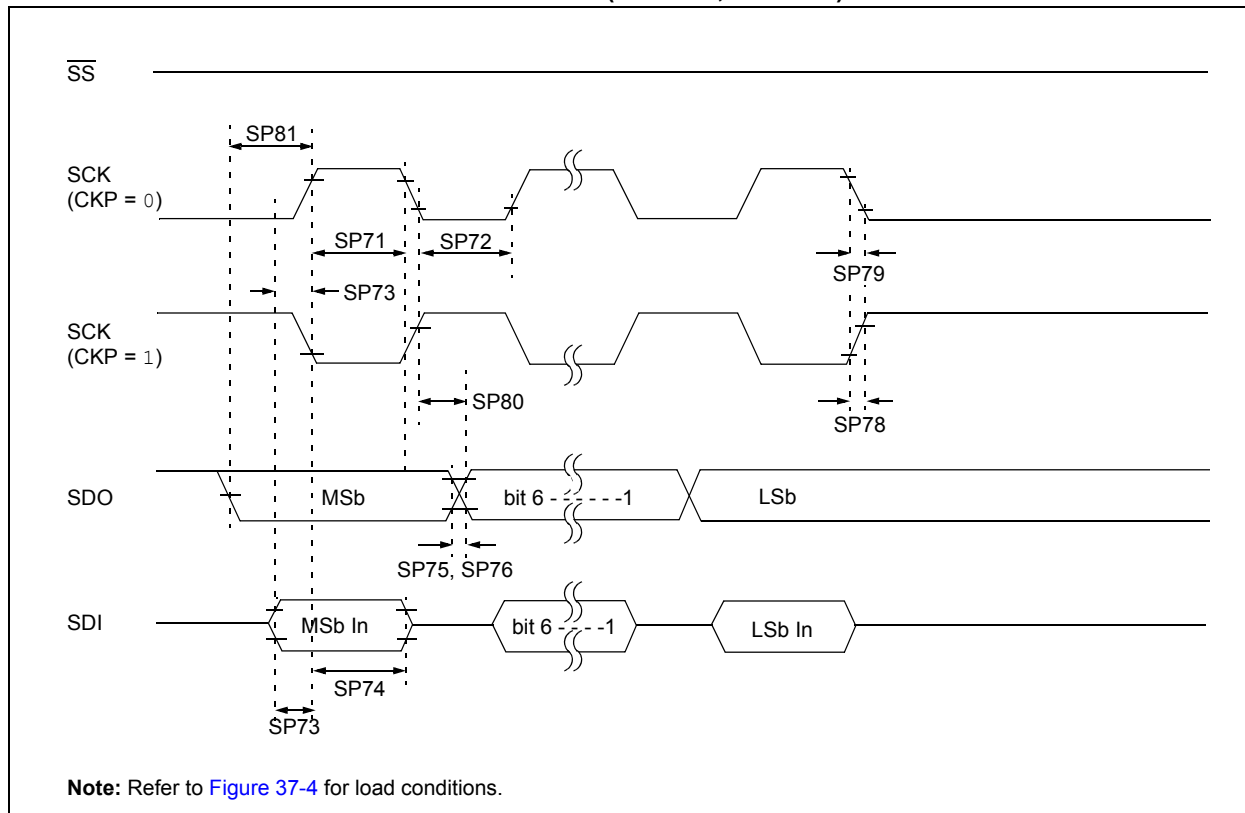 SS
SP81
SCK
(CKP = 0)
SP71
SP72
SP79
SP73
SCK
(CKP = 1)
SP80
SP78
SDO
MSb
bit 6 - - - - - - -1
LSb
SP75, SP76
SDI
MSb In
bit 6 - - - - -1
LSb In
SP74
SP73
Note: Refer to Figure 37-4 for load conditions.